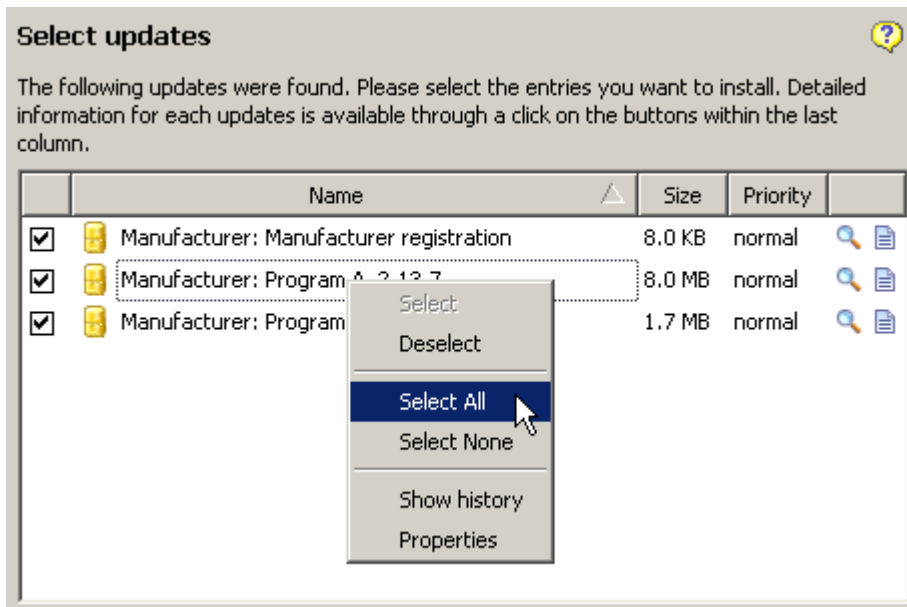 Select updates
The following updates were found. Please select the entries you want to install. Detailed
information for each updates is available through a click on the buttons within the last
column.
Name Size Priority
Manufacturer: Manufacturer registration 8.0 KB normal
Manufacturer: Program A 2.13.7 8.0 MB normal
Manufacturer: Program 1.7 MB normal
Select
Deselect
Select All
Select None
Show history
Properties